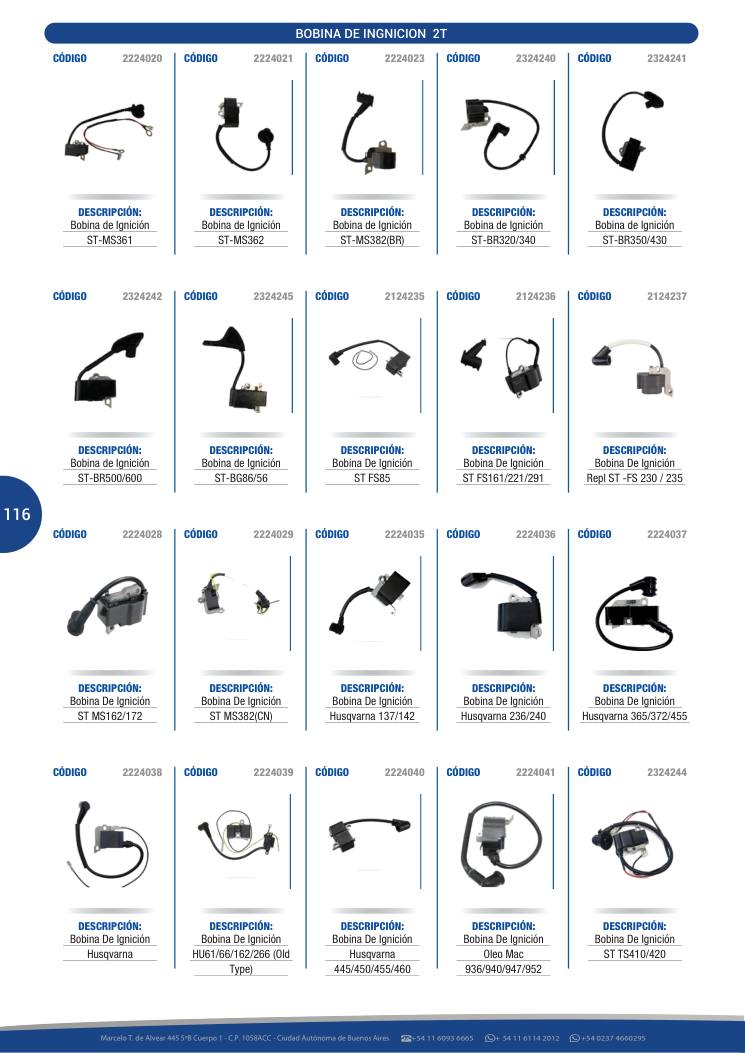 BOBINA DE INGNICION 2T
CÓDIGO 2224020
DESCRIPCIÓN:
Bobina de Ignición
ST-MS361
CÓDIGO 2224021
DESCRIPCIÓN:
Bobina de Ignición
ST-MS362
CÓDIGO 2224023
DESCRIPCIÓN:
Bobina de Ignición
ST-MS382(BR)
CÓDIGO 2324240
DESCRIPCIÓN:
Bobina de Ignición
ST-BR320/340
CÓDIGO 2324241
DESCRIPCIÓN:
Bobina de Ignición
ST-BR350/430
CÓDIGO 2324242
DESCRIPCIÓN:
Bobina de Ignición
ST-BR500/600
CÓDIGO 2324245
DESCRIPCIÓN:
Bobina de Ignición
ST-BG86/56
CÓDIGO 2124235
DESCRIPCIÓN:
Bobina De Ignición
ST FS85
CÓDIGO 2124236
DESCRIPCIÓN:
Bobina De Ignición
ST FS161/221/291
CÓDIGO 2124237
DESCRIPCIÓN:
Bobina De Ignición
Repl ST -FS 230 / 235
116
CÓDIGO 2224028
DESCRIPCIÓN:
Bobina De Ignición
ST MS162/172
CÓDIGO 2224029
DESCRIPCIÓN:
Bobina De Ignición
ST MS382(CN)
CÓDIGO 2224035
DESCRIPCIÓN:
Bobina De Ignición
Husqvarna 137/142
CÓDIGO 2224036
DESCRIPCIÓN:
Bobina De Ignición
Husqvarna 236/240
CÓDIGO 2224037
DESCRIPCIÓN:
Bobina De Ignición
Husqvarna 365/372/455
CÓDIGO 2224038
DESCRIPCIÓN:
Bobina De Ignición
Husqvarna
CÓDIGO 2224039
DESCRIPCIÓN:
Bobina De Ignición
HU61/66/162/266 (Old
Type)
CÓDIGO 2224040
DESCRIPCIÓN:
Bobina De Ignición
Husqvarna
445/450/455/460
CÓDIGO 2224041
DESCRIPCIÓN:
Bobina De Ignición
Oleo Mac
936/940/947/952
CÓDIGO 2324244
DESCRIPCIÓN:
Bobina De Ignición
ST TS410/420
Marcelo T. de Alvear 445 5ºB Cuerpo 1 - C.P. 1058ACC - Ciudad Autónoma de Buenos Aires +54 11 6093 6665 + 54 11 6114 2012 +54 0237 4660295